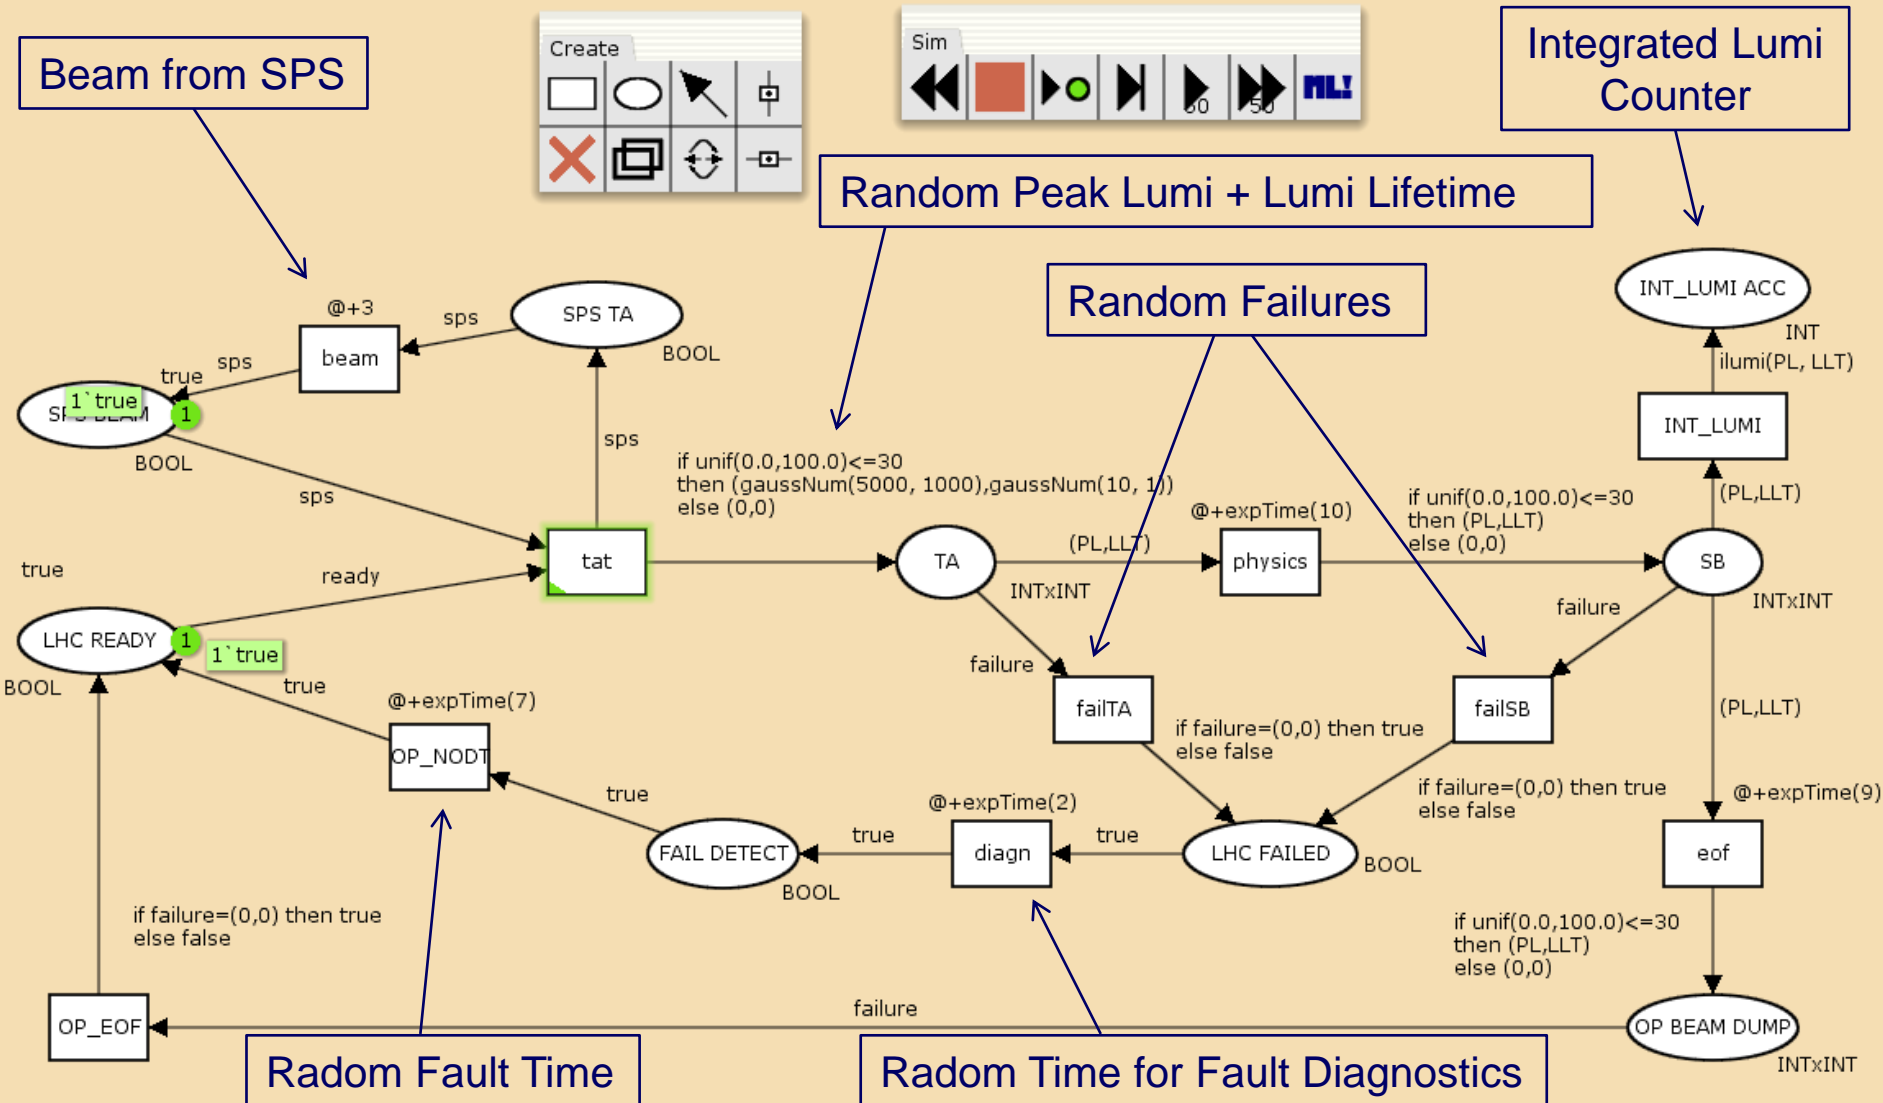 Beam from SPS
Create
Sim
60
50
ML!
Integrated Lumi
Counter
Random Peak Lumi + Lumi Lifetime
Random Failures
@+3
beam
sps
SPS TA
BOOL
INT_LUMI ACC
INT
ilumi(PL, LLT)
INT_LUMI
(PL,LLT)
sps
true
1`true
SPS BEAM
1
BOOL
sps
sps
if unif(0.0,100.0)<=30
then (gaussNum(5000, 1000),gaussNum(10, 1))
else (0,0)
tat
TA
INTxINT
(PL,LLT)
@+expTime(10)
physics
if unif(0.0,100.0)<=30
then (PL,LLT)
else (0,0)
SB
INTxINT
true
ready
LHC READY
1
1`true
BOOL
true
@+expTime(7)
OP_NODT
failure
failTA
if failure=(0,0) then true
else false
failure
failSB
if failure=(0,0) then true
else false
(PL,LLT)
@+expTime(9)
eof
true
FAIL DETECT
BOOL
true
@+expTime(2)
diagn
true
LHC FAILED
BOOL
if failure=(0,0) then true
else false
if unif(0.0,100.0)<=30
then (PL,LLT)
else (0,0)
OP_EOF
failure
OP BEAM DUMP
INTxINT
Radom Fault Time
Radom Time for Fault Diagnostics